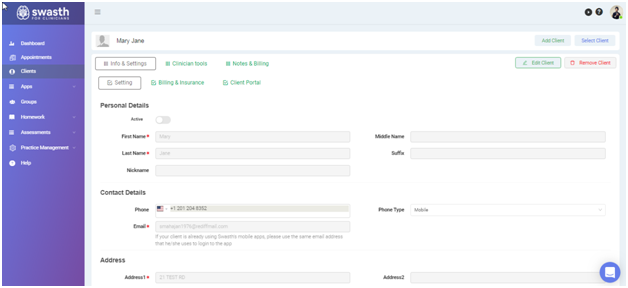 swasth
FOR CLINICIANS
Dashboard
Appointments
Clients
Apps
Groups
Homework
Assessments
Practice Management
Help
Mary Jane
Add Client
Select Client
Info & Settings
Clinician tools
Notes & Billing
Edit Client
Remove Client
Setting
Billing & Insurance
Client Portal
Personal Details
Active
First Name * Mary
Middle Name
Last Name * Jane
Suffix
Nickname
Contact Details
Phone +1 201 204 8352
Phone Type Mobile
Email *
If your client is already using Swasth's mobile apps, please use the same email address
that he/she uses to login to the app.
Address
Address1 * 21 TEST RD
Address2